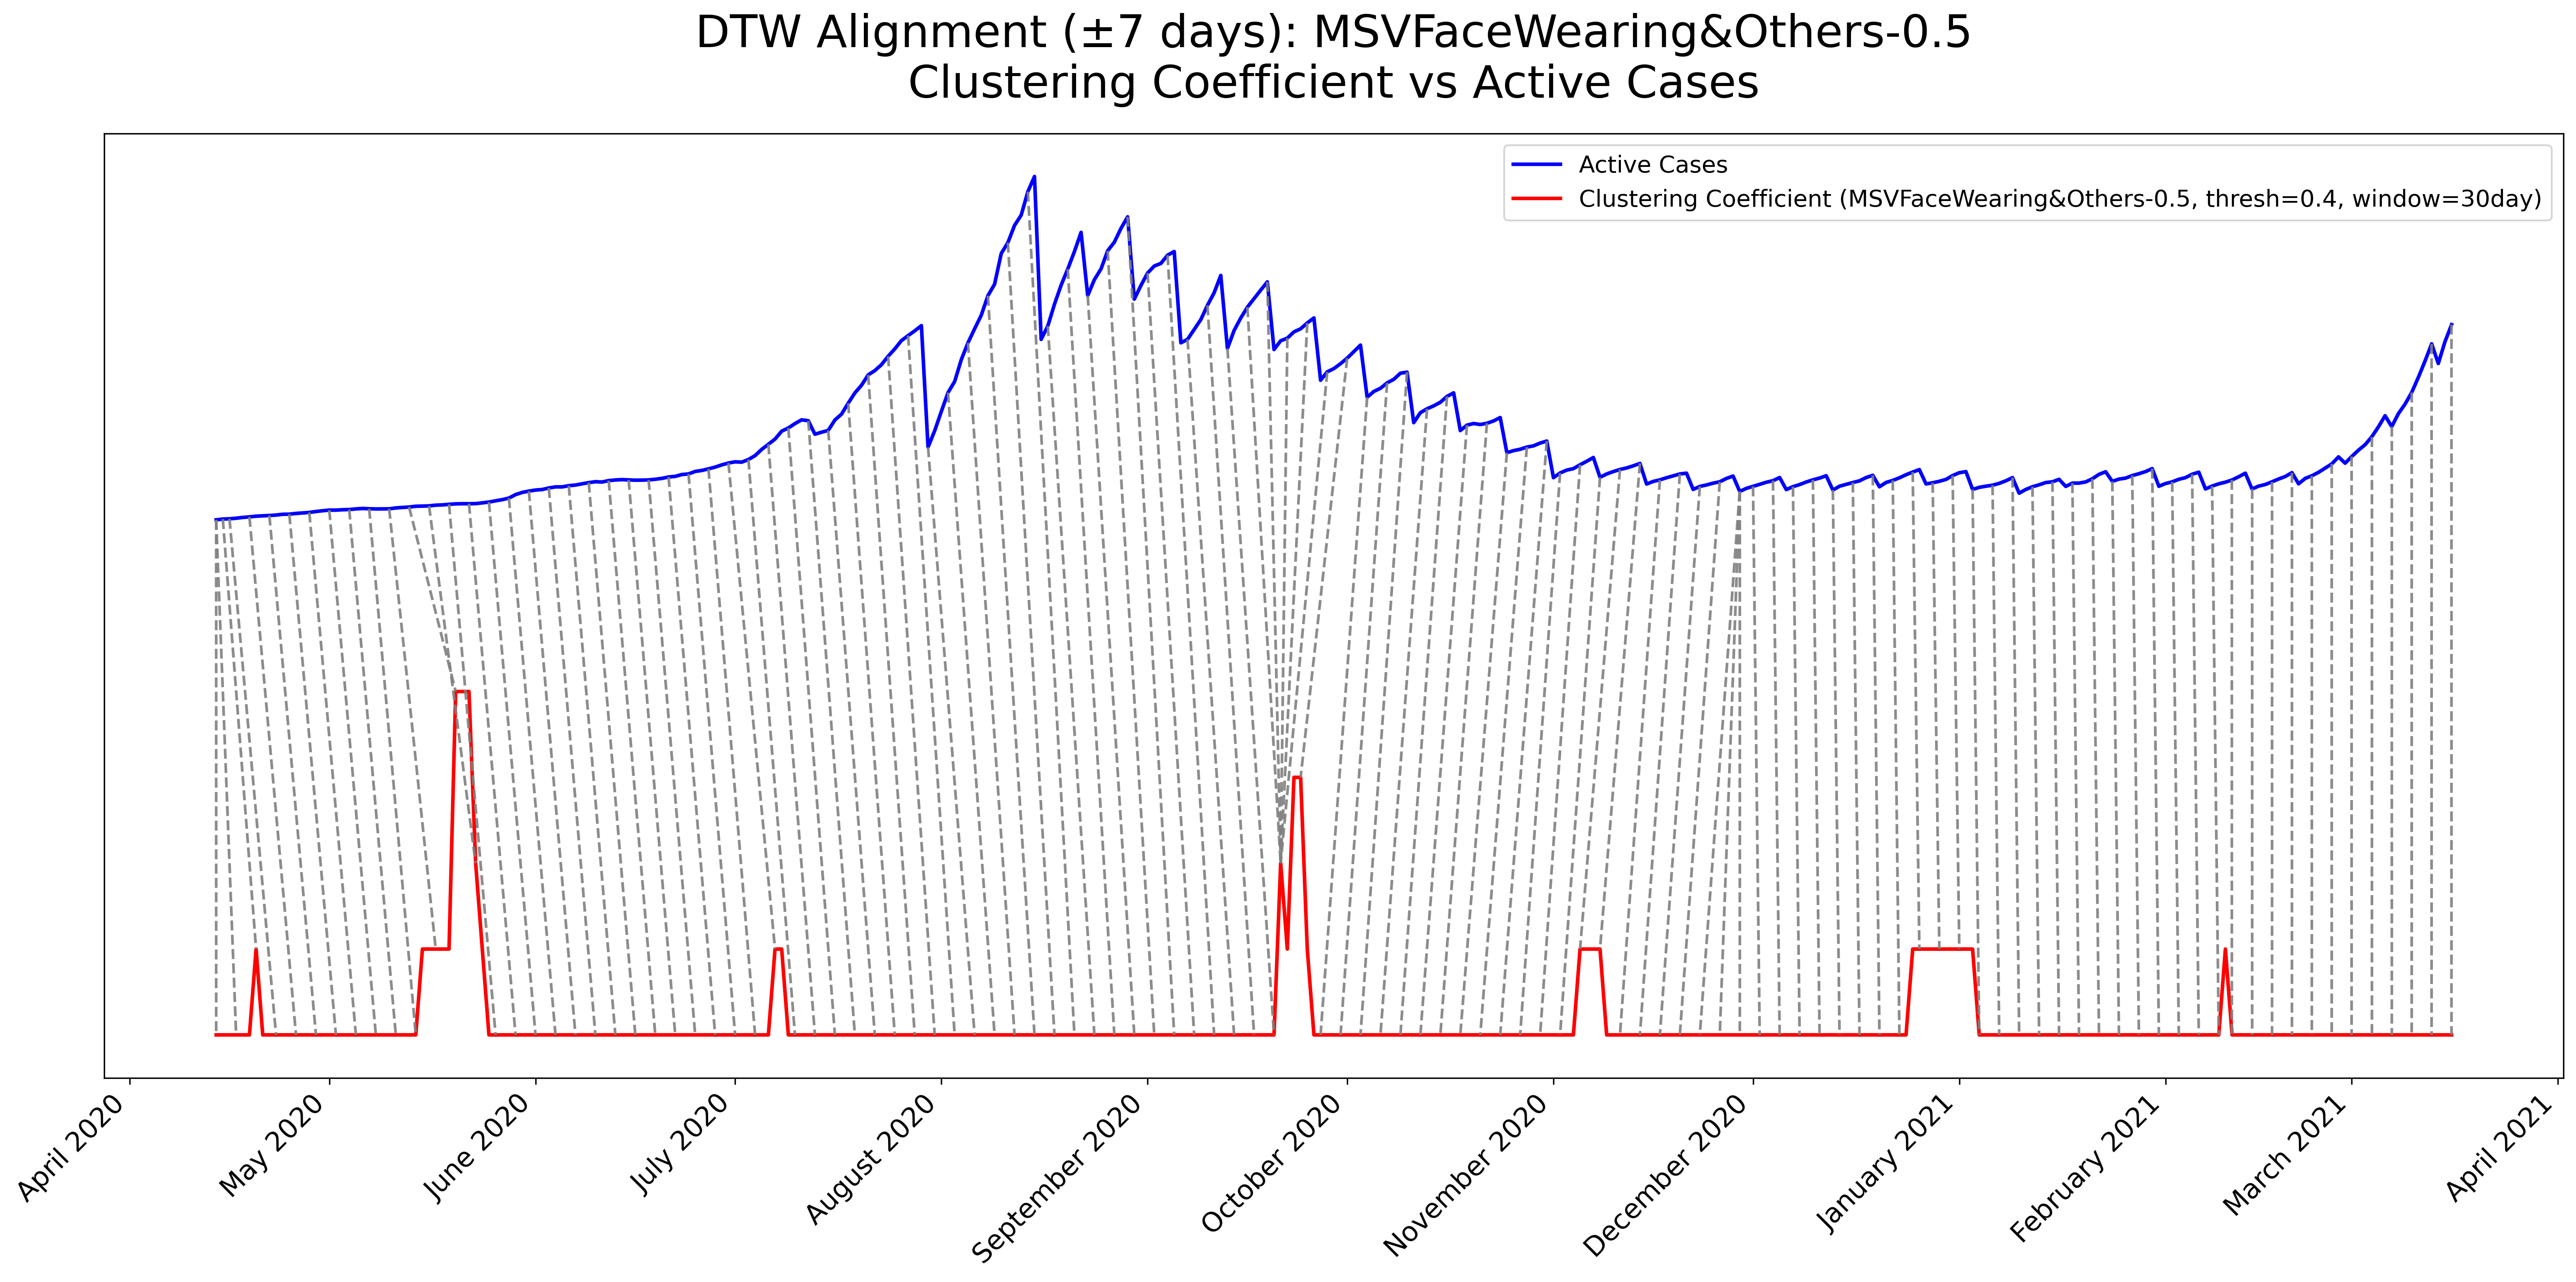 DTW Alignment (±7 days): MSVFaceWearing&Others-0.5
Clustering Coefficient vs Active Cases
Active Cases
Clustering Coefficient (MSVFaceWearing&Others-0.5, thresh=0.4, window=30day)
April 2020
May 2020
June 2020
July 2020
August 2020
September 2020
October 2020
November 2020
December 2020
January 2021
February 2021
March 2021
April 2021